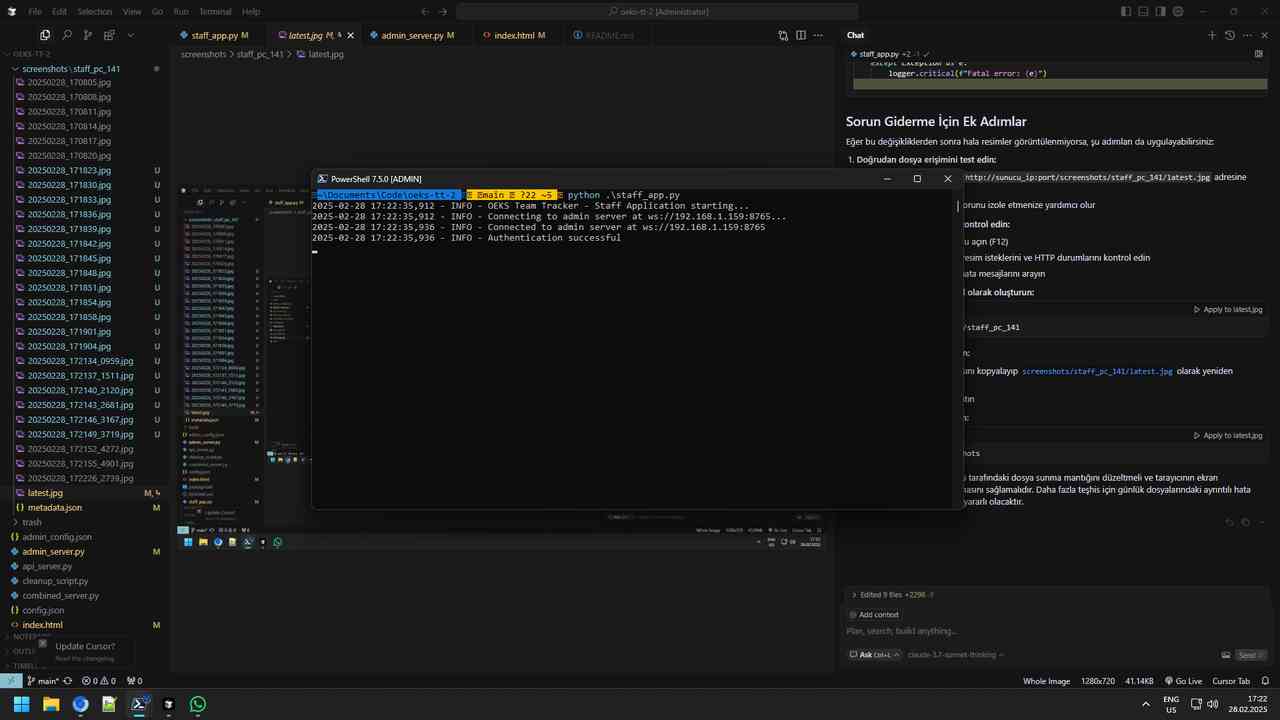 File Edit Selection View Go Run Terminal Help
oeks-tt-2 [Administrator]
OEKS-TT-2
screenshots\staff_pc_141
20250228_170805.jpg
20250228_170808.jpg
20250228_170811.jpg
20250228_170814.jpg
20250228_170817.jpg
20250228_170820.jpg
20250228_171823.jpg U
20250228_171830.jpg U
20250228_171833.jpg U
20250228_171836.jpg U
20250228_171839.jpg U
20250228_171842.jpg U
20250228_171845.jpg U
20250228_171848.jpg U
20250228_171851.jpg U
20250228_171854.jpg U
20250228_171858.jpg U
20250228_171901.jpg U
20250228_171904.jpg U
20250228_172134_0959.jpg U
20250228_172137_1511.jpg U
20250228_172140_2120.jpg U
20250228_172143_2681.jpg U
20250228_172146_3167.jpg U
20250228_172149_3719.jpg U
20250228_172152_4272.jpg
20250228_172155_4901.jpg
20250228_172226_2739.jpg
latest.jpg M,
metadata.json M
trash
admin_config.json
admin_server.py M
api_server.py
cleanup_script.py
combined_server.py
config.json
index.html M
OUTLI
TIMELI
Update Cursor?
Read the changelog.
staff_app.py M
latest.jpg M,
admin_server.py M
index.html M
README.md
screenshots > staff_pc_141 > latest.jpg
PowerShell 7.5.0 [ADMIN]
~\Documents\Code\oeks-tt-2 main ?22 ~5 python .\staff_app.py
2025-02-28 17:22:35,912 - INFO - OEKS Team Tracker - Staff Application starting...
2025-02-28 17:22:35,912 - INFO - Connecting to admin server at ws://192.168.1.159:8765...
2025-02-28 17:22:35,936 - INFO - Connected to admin server at ws://192.168.1.159:8765
2025-02-28 17:22:35,936 - INFO - Authentication successful
Chat
staff_app.py +2 -1
except Exception as e:
logger.critical(f"Fatal error: {e}")
Sorun Giderme İçin Ek Adımlar
Eğer bu değişikliklerden sonra hala resimler görüntülenmiyorsa, şu adımları da uygulayabilirsiniz:
1. Doğrudan dosya erişimini test edin:
http://sunucu_ip:port/screenshots/staff_pc_141/latest.jpg adresine
orunu izole etmenize yardımcı olur
kontrol edin:
açın (F12)
resim isteklerini ve HTTP durumlarını kontrol edin
hata mesajlarını arayın
l olarak oluşturun:
Apply to latest.jpg
/staff_pc_141
n:
ını kopyalayıp screenshots/staff_pc_141/latest.jpg olarak yeniden
tın
n:
Apply to latest.jpg
hots
tarafındaki dosya sunma mantığını düzeltmeli ve tarayıcının ekran
masını sağlamalıdır. Daha fazla teşhis için günlük dosyalarındaki ayrıntılı hata
yararlı olacaktır.
Edited 9 files +2296
Add context
Plan, search, build anything...
Ask Ctrl+L claude-3.7-sonnet-thinking
Send
main* 0 0 0
Whole Image 1280x720 41.14KB Go Live Cursor Tab
ENG
US
17:22
28.02.2025